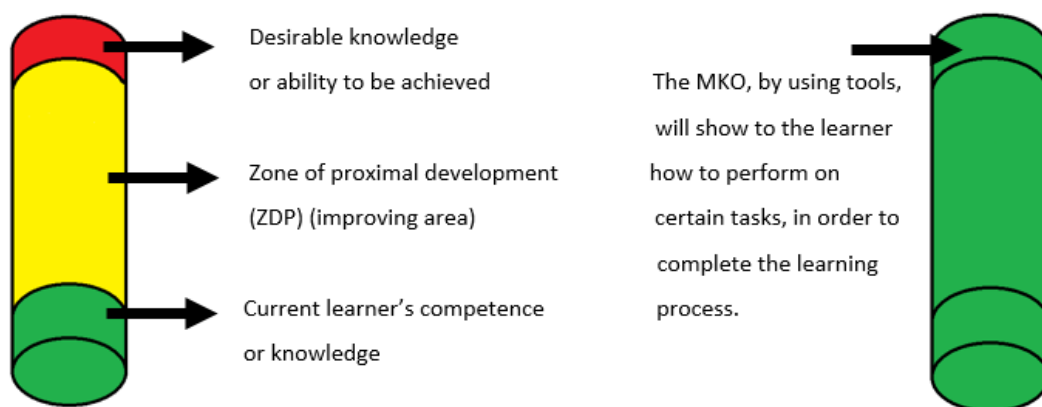 Desirable knowledge
or ability to be achieved
Zone of proximal development
(ZDP) (improving area)
Current learner’s competence
or knowledge
The MKO, by using tools,
will show to the learner
how to perform on
certain tasks, in order to
complete the learning
process.